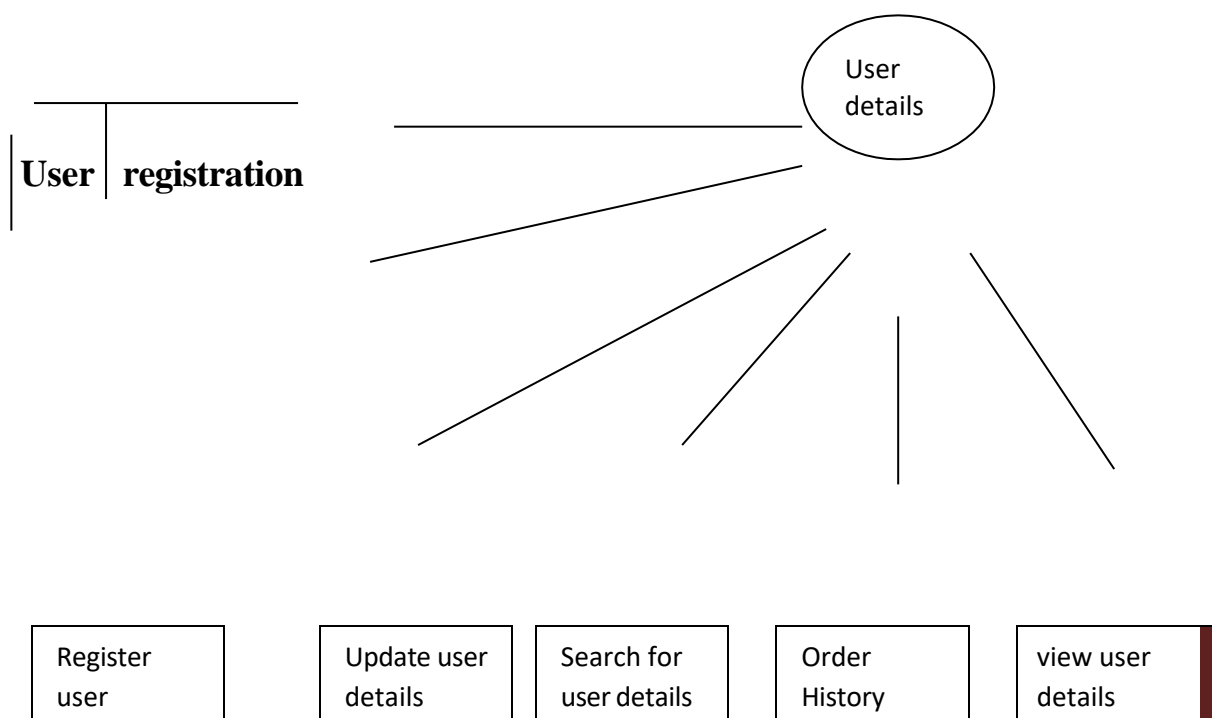 User
details
User registration
Register
user
Update user
details
Search for
user details
Order
History
view user
details